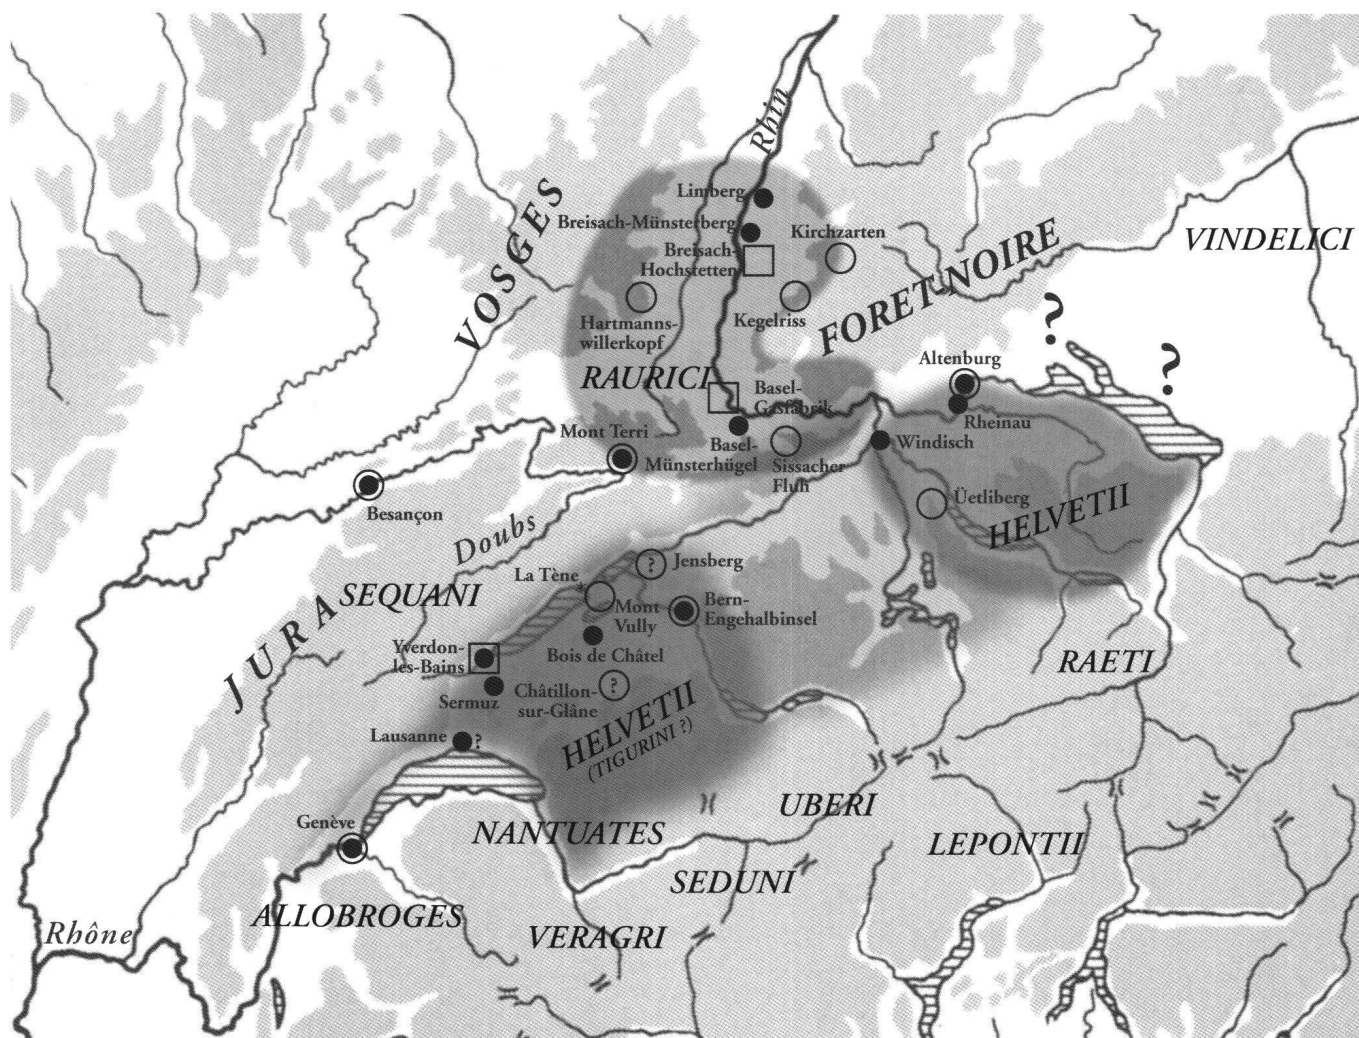 Rhin
Limberg
VOSGES
Breisach-Münsterberg
Kirchzarten
Breisach-
Hochstetten
VINDELICI
FORET-NOIRE
Hartmanns-
willerkopf
Kegelriss
?
?
Altenburg
RAURICI
Basel-
Gasfabrik
Rheinau
Mont Terri
Basel-
Münsterhügel
Windisch
Sissacher
Fluh
Besançon
Üetliberg
HELVETII
Doubs
La Tène
?
Jensberg
SEQUANI
JURA
Mont
Vully
Bern-
Engehalbinsel
Yverdon-
les-Bains
Bois de Châtel
RAETI
Sermuz
Châtillon-
sur-Glâne
?
HELVETII
(TIGURINI ?)
Lausanne
?
Genève
NANTUATES
UBERI
LEPONTII
SEDUNI
ALLOBROGES
VERAGRI
Rhône